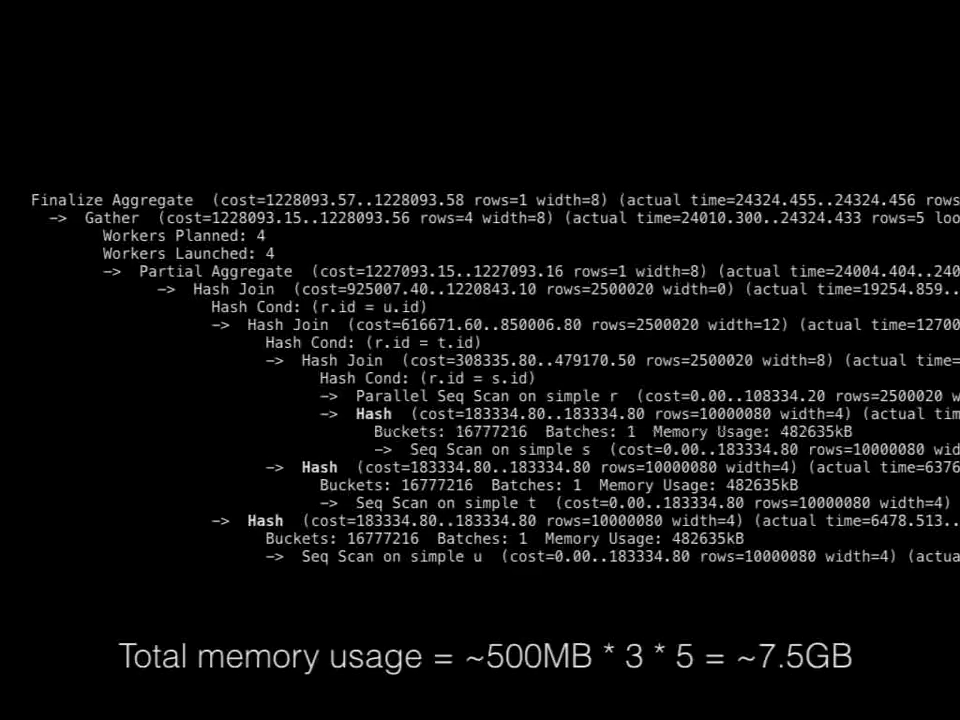 Finalize Aggregate  (cost=1228093.57..1228093.58 rows=1 width=8) (actual time=24324.455..24324.456 rows
->  Gather  (cost=1228093.15..1228093.56 rows=4 width=8) (actual time=24010.300..24324.433 rows=5 loo
Workers Planned: 4
Workers Launched: 4
->  Partial Aggregate  (cost=1227093.15..1227093.16 rows=1 width=8) (actual time=24004.404..240
->  Hash Join  (cost=925007.40..1220843.10 rows=2500020 width=0) (actual time=19254.859..
Hash Cond: (r.id = u.id)
->  Hash Join  (cost=616671.60..850006.80 rows=2500020 width=12) (actual time=12700
Hash Cond: (r.id = t.id)
->  Hash Join  (cost=308335.80..479170.50 rows=2500020 width=8) (actual time=
Hash Cond: (r.id = s.id)
->  Parallel Seq Scan on simple r  (cost=0.00..108334.20 rows=2500020 w
->  Hash  (cost=183334.80..183334.80 rows=10000080 width=4) (actual tim
Buckets: 16777216  Batches: 1  Memory Usage: 482635kB
->  Seq Scan on simple s  (cost=0.00..183334.80 rows=10000080 wid
->  Hash  (cost=183334.80..183334.80 rows=10000080 width=4) (actual time=6376
Buckets: 16777216  Batches: 1  Memory Usage: 482635kB
->  Seq Scan on simple t  (cost=0.00..183334.80 rows=10000080 width=4)
->  Hash  (cost=183334.80..183334.80 rows=10000080 width=4) (actual time=6478.513..
Buckets: 16777216  Batches: 1  Memory Usage: 482635kB
->  Seq Scan on simple u  (cost=0.00..183334.80 rows=10000080 width=4) (actua
Total memory usage = ~500MB * 3 * 5 = ~7.5GB